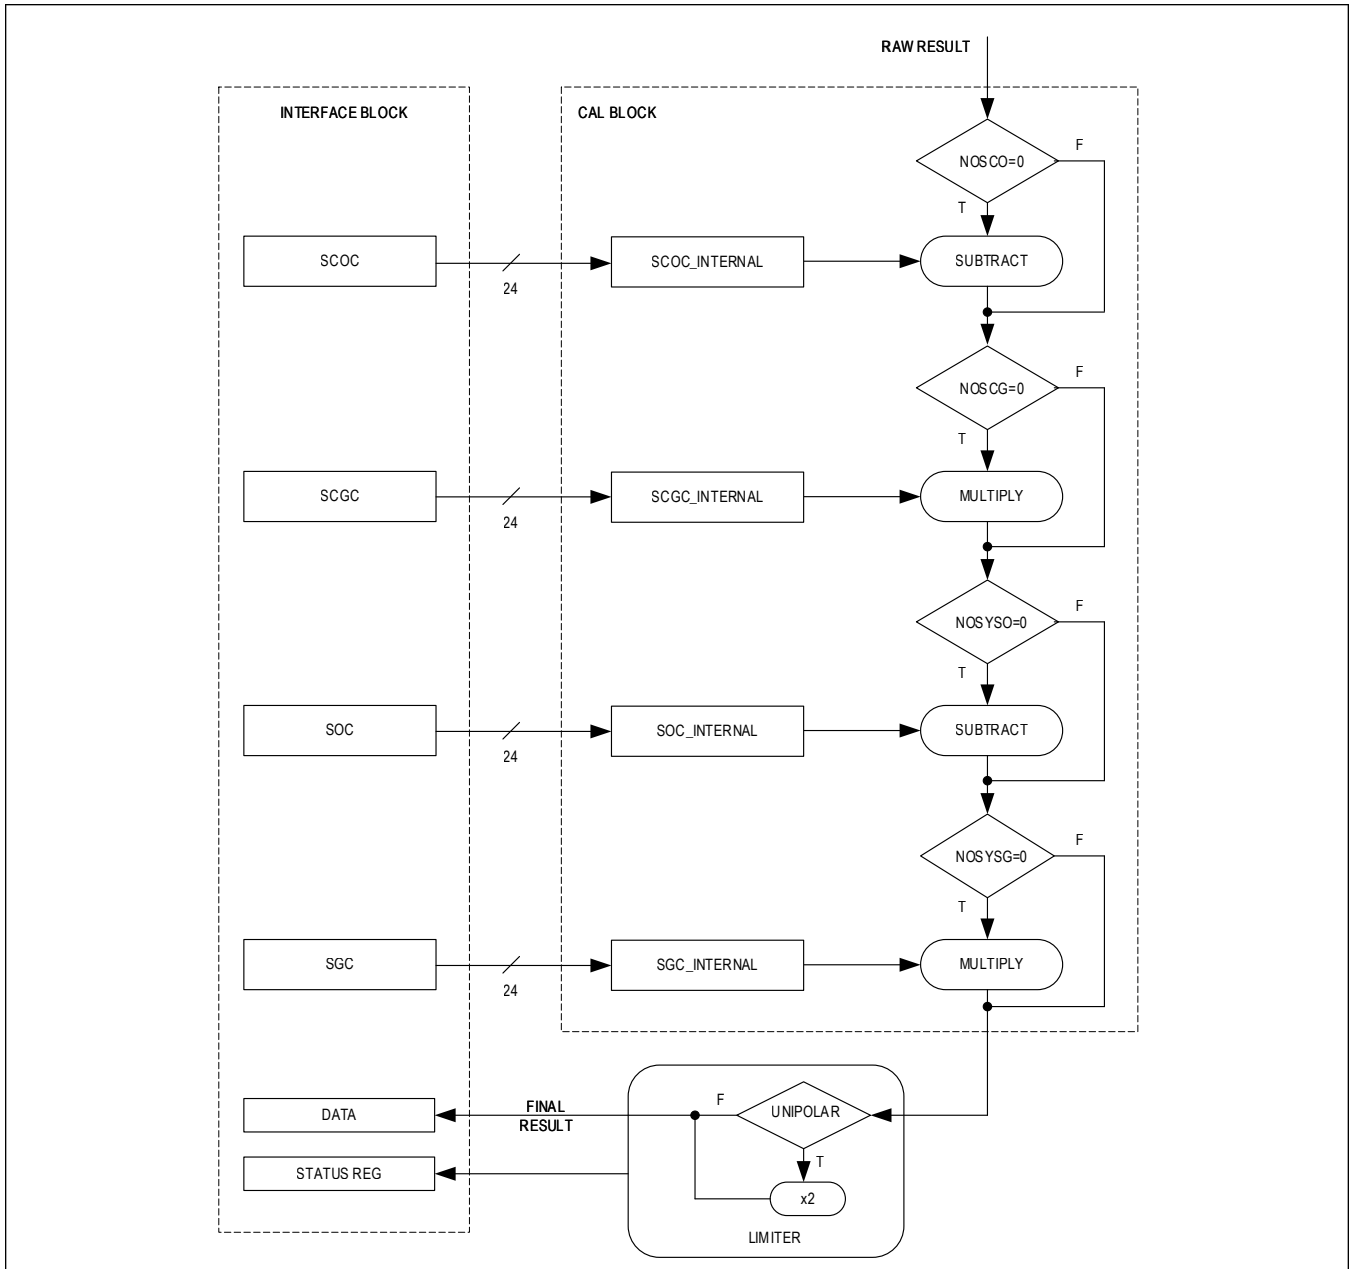 RAW RESULT
INTERFACE BLOCK
CAL BLOCK
NOSCO=0
F
T
SCOC
24
SCOC_INTERNAL
SUBTRACT
NOSCG=0
F
T
SCGC
24
SCGC_INTERNAL
MULTIPLY
NOSYSO=0
F
T
SOC
24
SOC_INTERNAL
SUBTRACT
NOSYSG=0
F
T
SGC
24
SGC_INTERNAL
MULTIPLY
DATA
FINAL
RESULT
F
UNIPOLAR
T
STATUS REG
x2
LIMITER